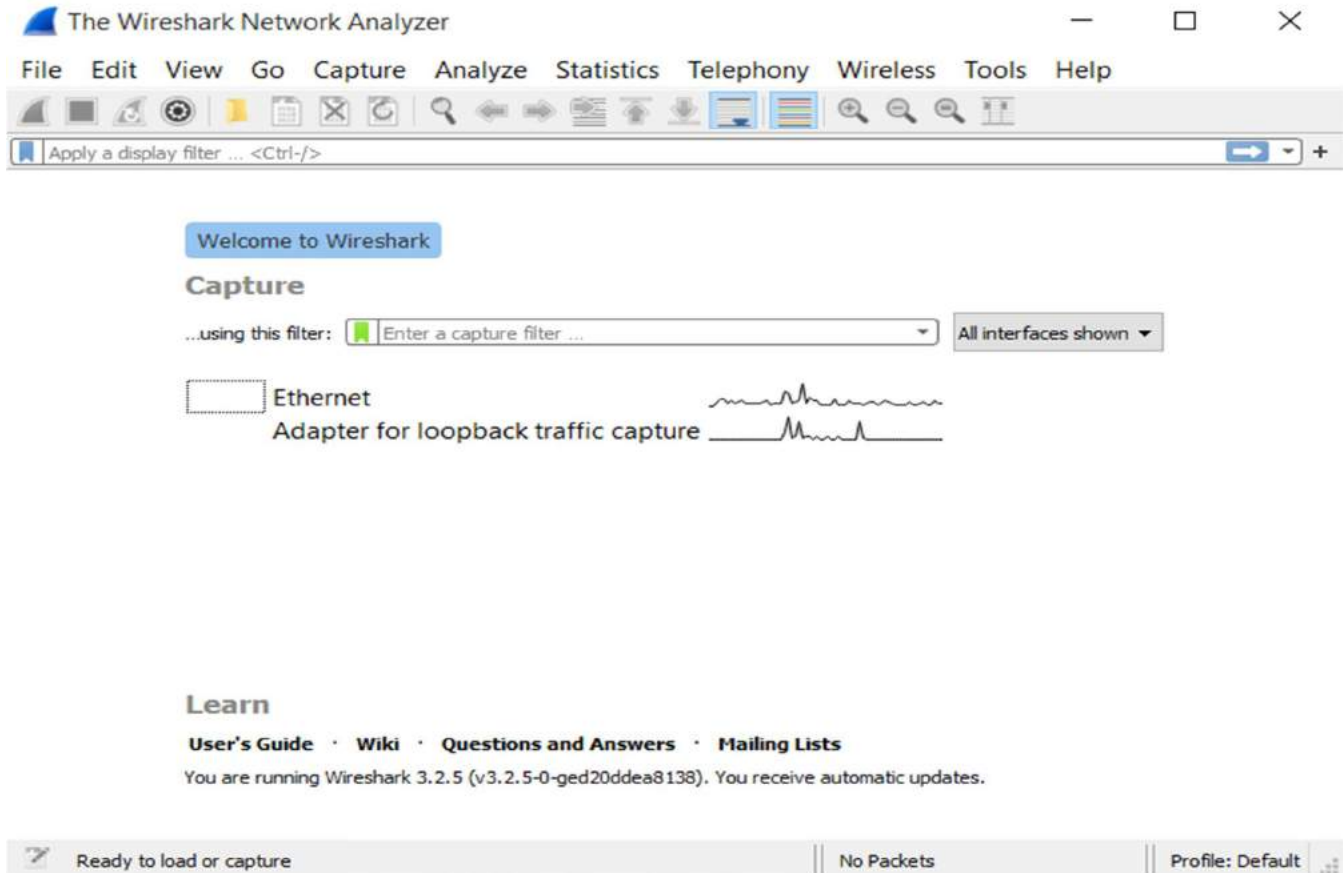 The Wireshark Network Analyzer
File Edit View Go Capture Analyze Statistics Telephony Wireless Tools Help
Apply a display filter ... <Ctrl-/>
+
Welcome to Wireshark
Capture
...using this filter: Enter a capture filter ... All interfaces shown
Ethernet
Adapter for loopback traffic capture
Learn
User's Guide · Wiki · Questions and Answers · Mailing Lists
You are running Wireshark 3.2.5 (v3.2.5-0-ged20ddea8138). You receive automatic updates.
Ready to load or capture No Packets Profile: Default